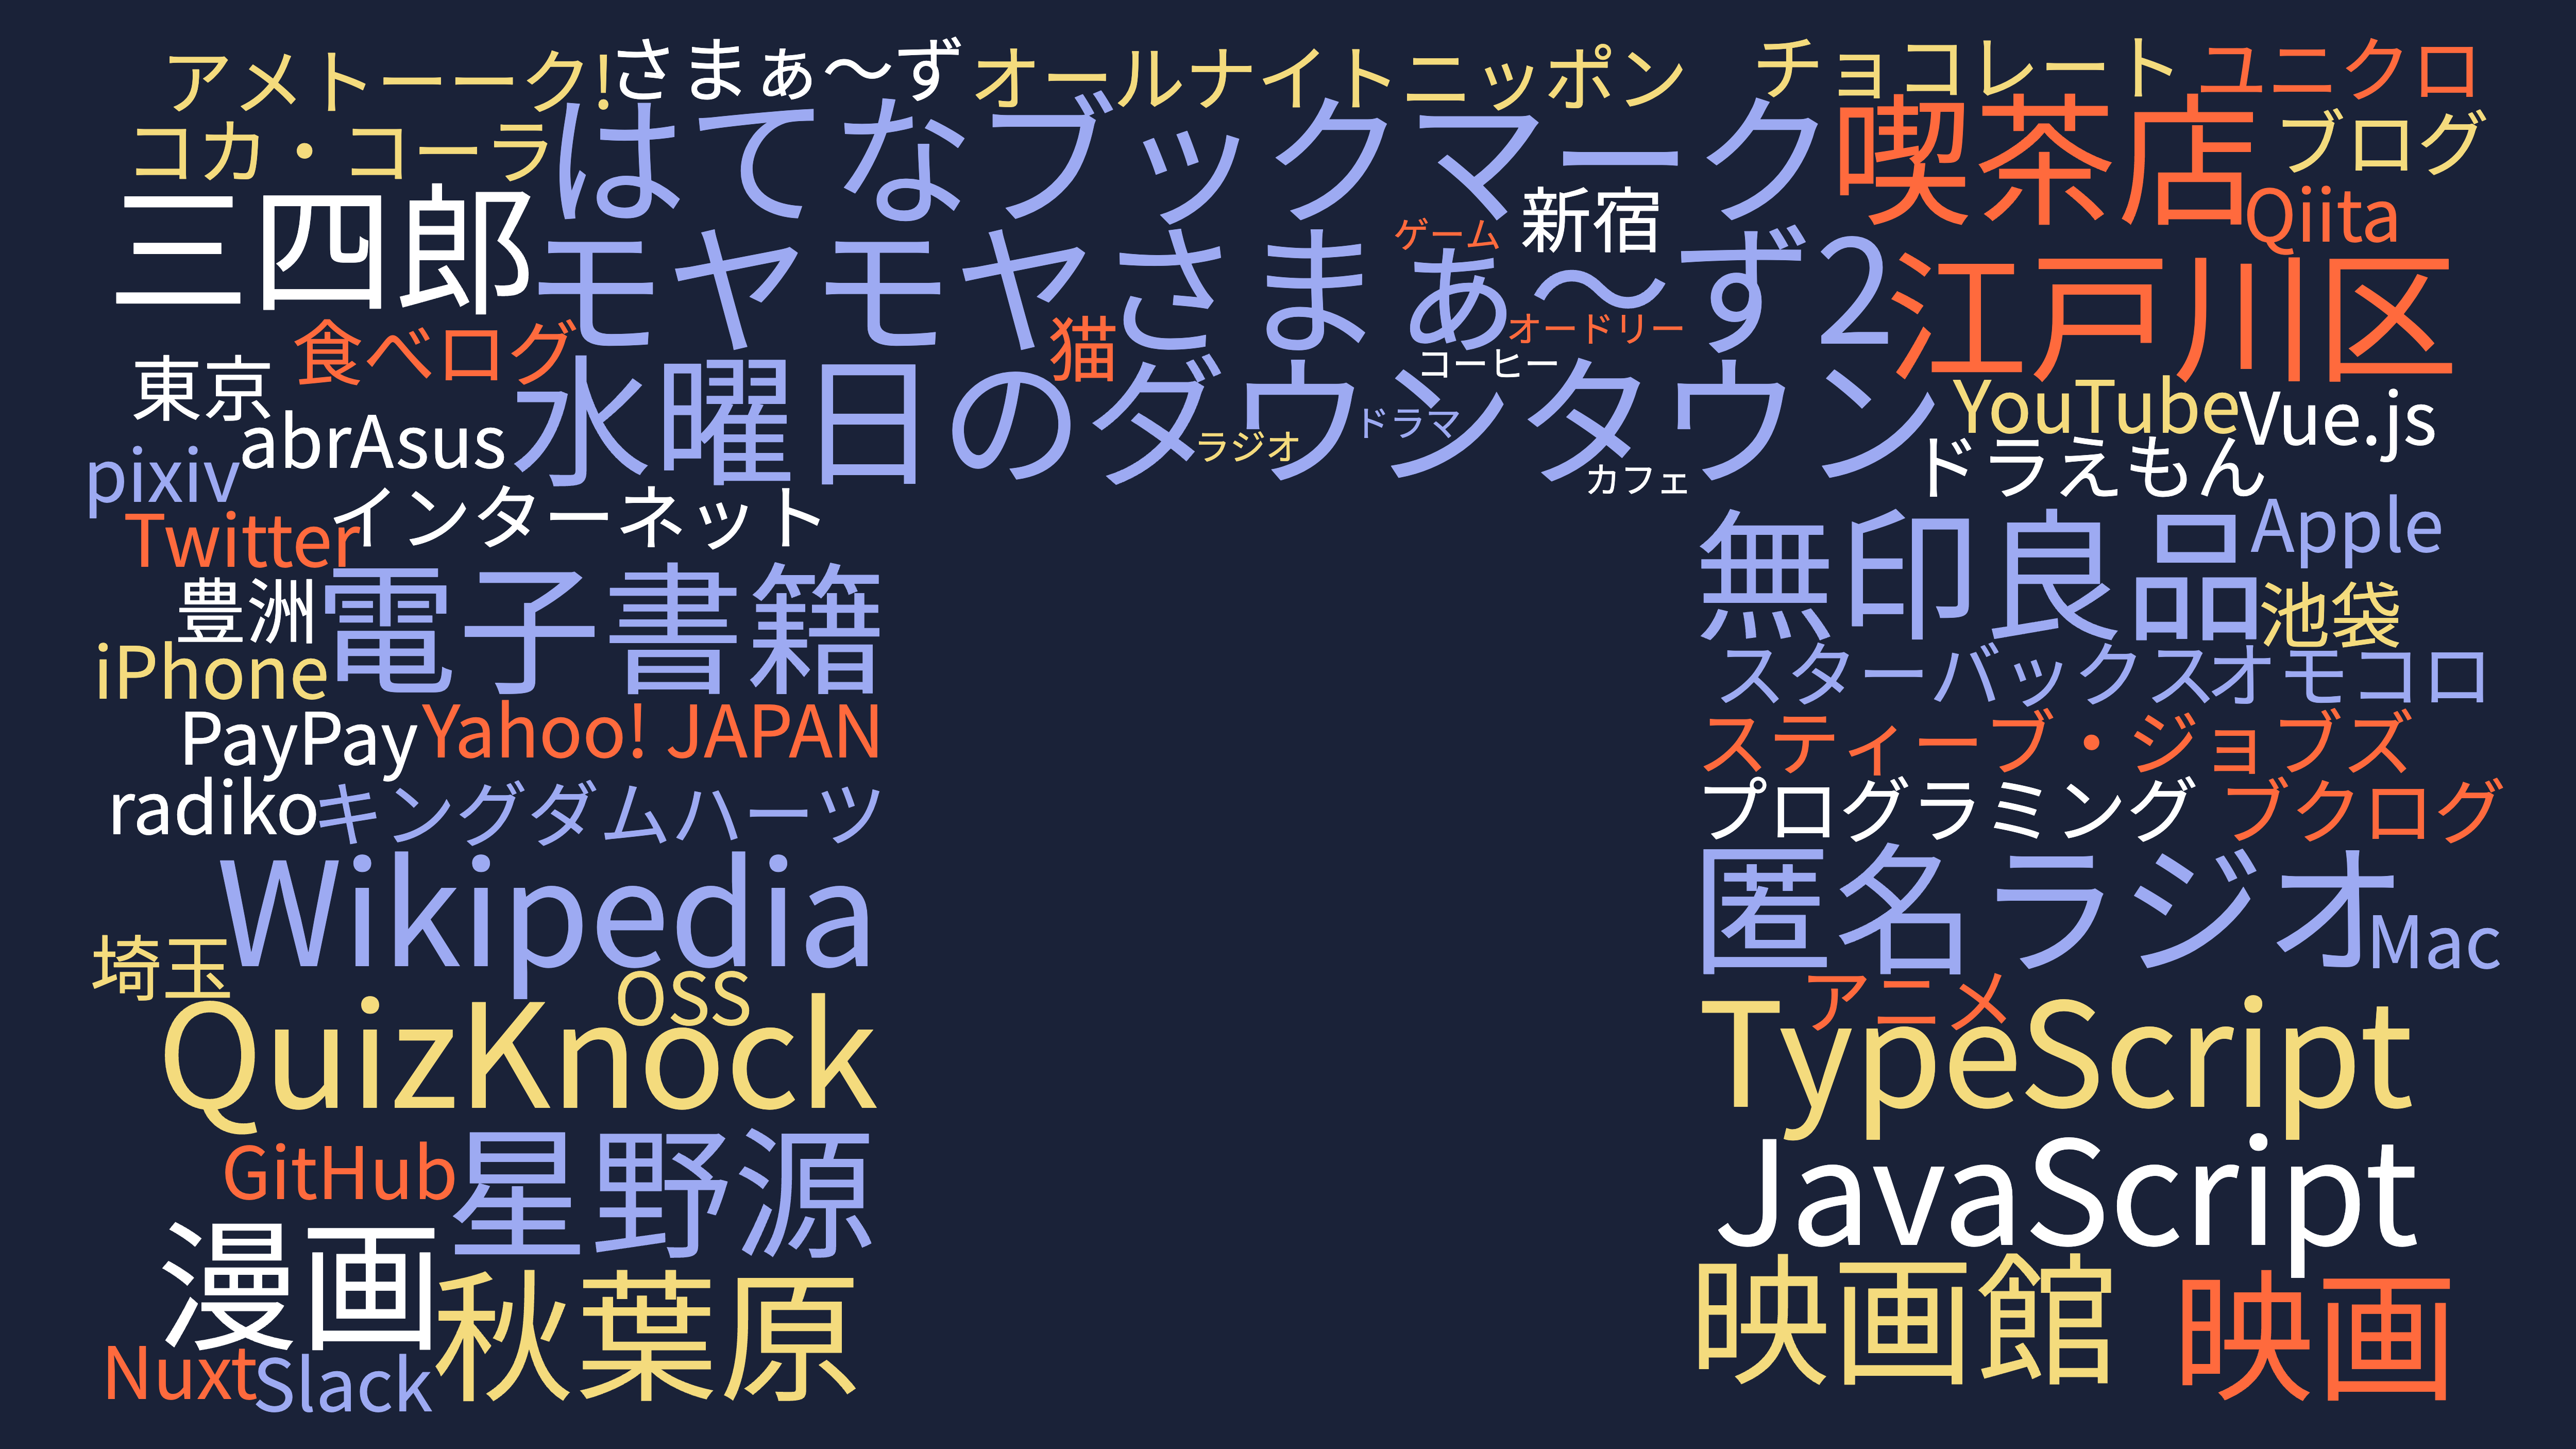 アメトーーク!
さまぁ〜ず
オールナイトニッポン
チョコレート
ユニクロ
コカ・コーラ
はてなブックマーク
喫茶店
ブログ
三四郎
新宿
Qiita
ゲーム
モヤモヤさまぁ〜ず2
江戸川区
食べログ
猫
オードリー
東京
コーヒー
水曜日のダウンタウン
YouTube
Vue.js
abrAsus
ラジオ
ドラマ
pixiv
カフェ
ドラえもん
インターネット
Twitter
無印良品
Apple
豊洲
電子書籍
池袋
iPhone
スターバックス
オモコロ
PayPay
Yahoo! JAPAN
スティーブ・ジョブズ
radiko
キングダムハーツ
プログラミング
ブクログ
Wikipedia
匿名ラジオ
Mac
埼玉
OSS
アニメ
QuizKnock
TypeScript
GitHub
星野源
JavaScript
漫画
秋葉原
映画館
映画
Nuxt
Slack